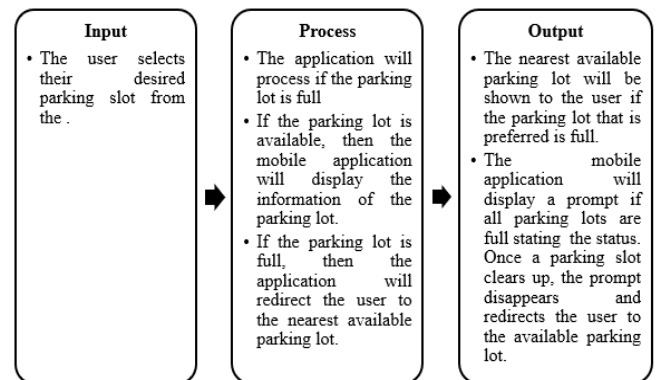 Input
• The user selects
their desired
parking slot from
the .
Process
• The application will
process if the parking
lot is full
• If the parking lot is
available, then the
mobile application
will display the
information of the
parking lot.
• If the parking lot is
full, then the
application will
redirect the user to
the nearest available
parking lot.
Output
• The nearest available
parking lot will be
shown to the user if
the parking lot that is
preferred is full.
• The mobile
application will
display a prompt if
all parking lots are
full stating the status.
Once a parking slot
clears up, the prompt
disappears and
redirects the user to
the available parking
lot.